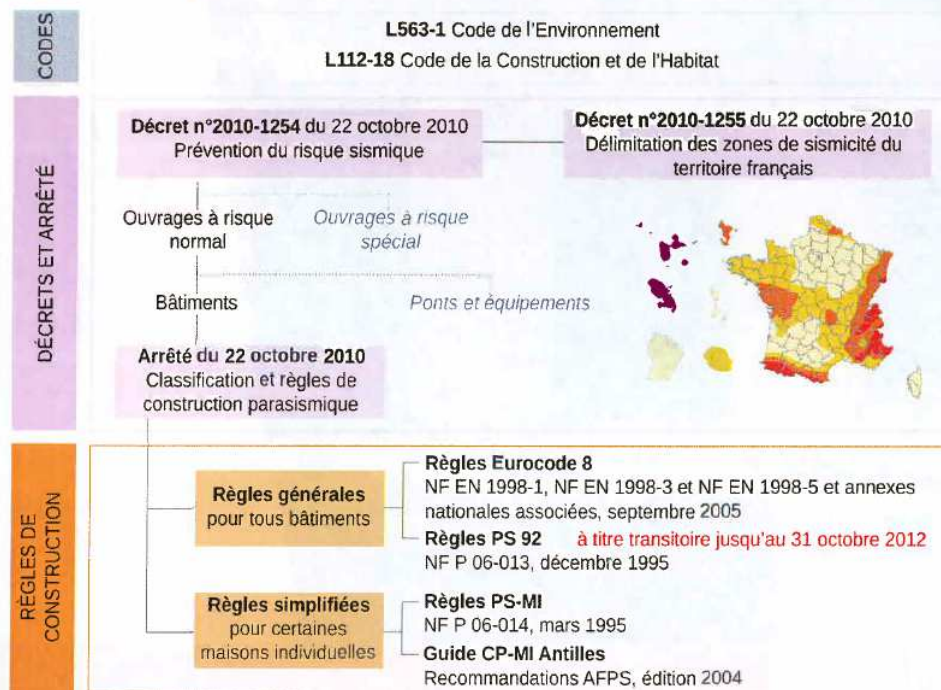 CODES
L563-1 Code de l'Environnement
L112-18 Code de la Construction et de l'Habitat
DÉCRETS ET ARRÊTÉ
Décret n°2010-1254 du 22 octobre 2010
Prévention du risque sismique
Décret n°2010-1255 du 22 octobre 2010
Délimitation des zones de sismicité du
territoire français
Ouvrages à risque
normal
Ouvrages à risque
spécial
Bâtiments
Ponts et équipements
Arrêté du 22 octobre 2010
Classification et règles de
construction parasismique
RÈGLES DE
CONSTRUCTION
Règles générales
pour tous bâtiments
Règles Eurocode 8
NF EN 1998-1, NF EN 1998-3 et NF EN 1998-5 et annexes
nationales associées, septembre 2005
Règles PS 92 à titre transitoire jusqu'au 31 octobre 2012
NF P 06-013, décembre 1995
Règles simplifiées
pour certaines
maisons individuelles
Règles PS-MI
NF P 06-014, mars 1995
Guide CP-MI Antilles
Recommandations AFPS, édition 2004